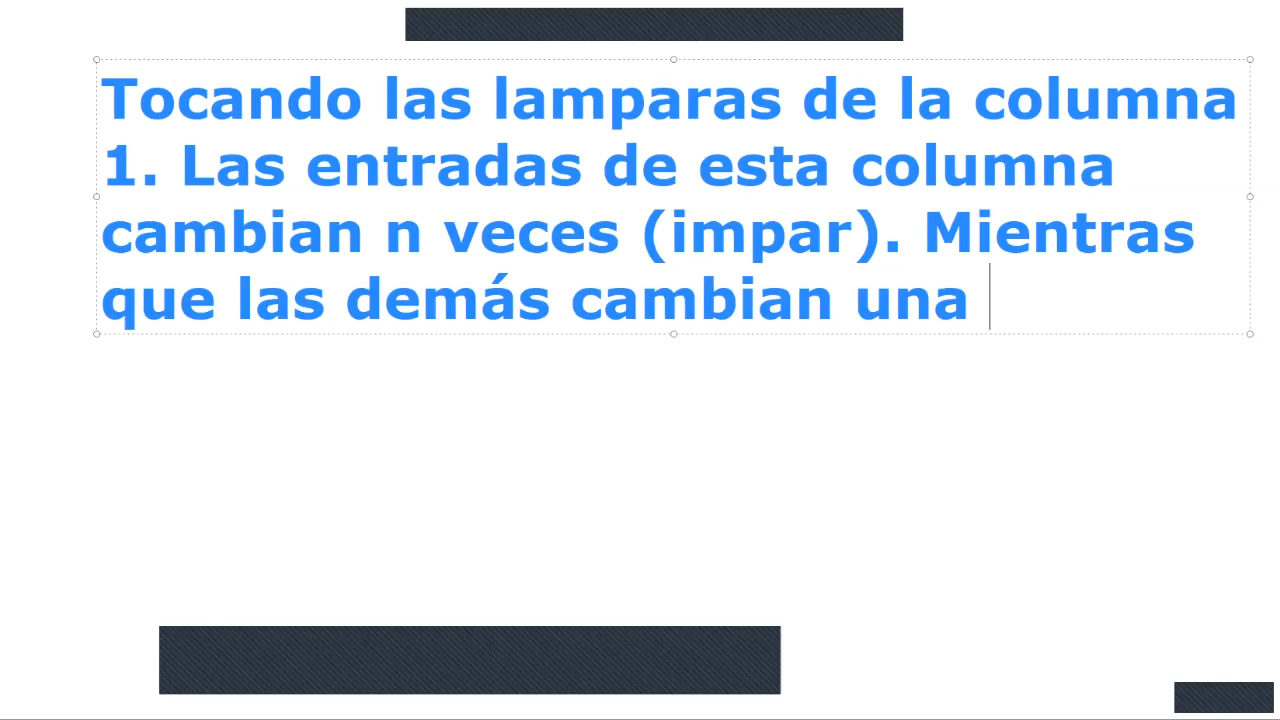 Tocando las lamparas de la columna
1. Las entradas de esta columna
cambian n veces (impar). Mientras
que las demás cambian una